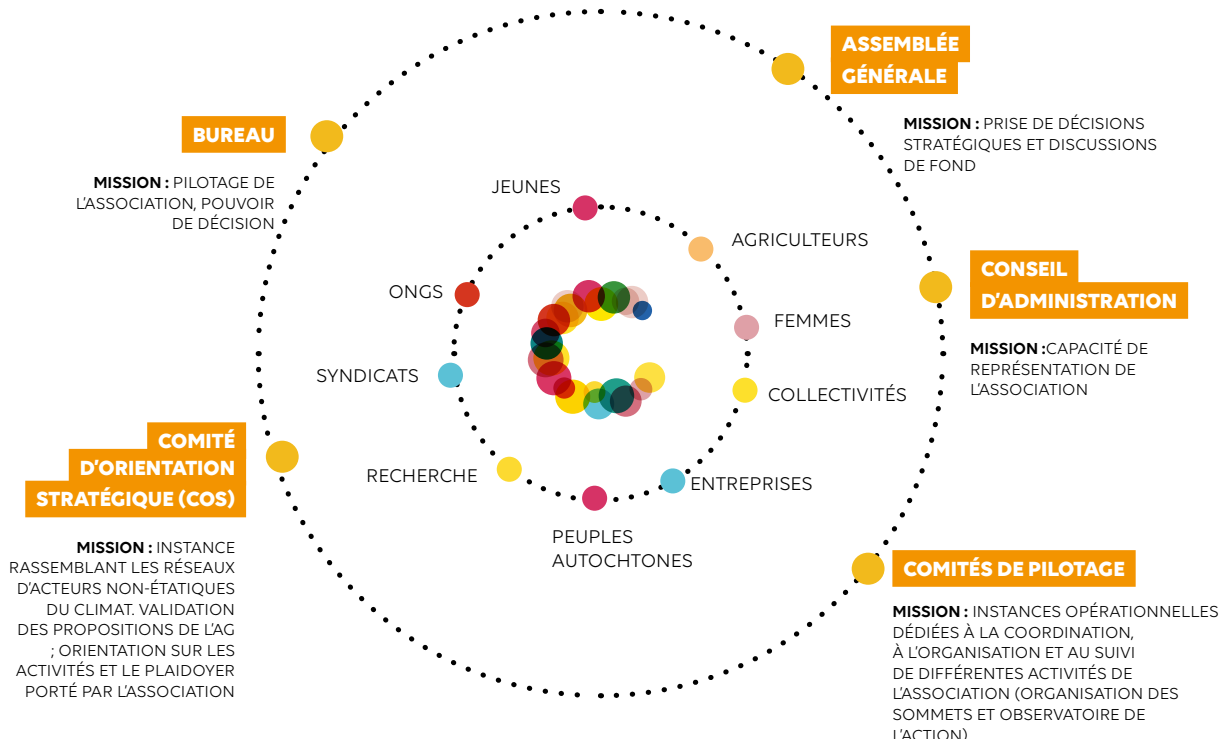 ASSEMBLÉE
GÉNÉRALE
MISSION : PRISE DE DÉCISIONS
STRATÉGIQUES ET DISCUSSIONS
DE FOND
BUREAU
MISSION : PILOTAGE DE
L'ASSOCIATION, POUVOIR
DE DÉCISION
JEUNES
AGRICULTEURS
ONGS
FEMMES
SYNDICATS
COLLECTIVITÉS
RECHERCHE
ENTREPRISES
PEUPLES
AUTOCHTONES
CONSEIL
D'ADMINISTRATION
MISSION :CAPACITÉ DE
REPRÉSENTATION DE
L'ASSOCIATION
COMITÉ
D'ORIENTATION
STRATÉGIQUE (COS)
MISSION : INSTANCE
RASSEMBLANT LES RÉSEAUX
D'ACTEURS NON-ÉTATIQUES
DU CLIMAT. VALIDATION
DES PROPOSITIONS DE L'AG
; ORIENTATION SUR LES
ACTIVITÉS ET LE PLAIDOYER
PORTÉ PAR L'ASSOCIATION
COMITÉS DE PILOTAGE
MISSION : INSTANCES OPÉRATIONNELLES
DÉDIÉES À LA COORDINATION,
À L'ORGANISATION ET AU SUIVI
DE DIFFÉRENTES ACTIVITÉS DE
L'ASSOCIATION (ORGANISATION DES
SOMMETS ET OBSERVATOIRE DE
L'ACTION)